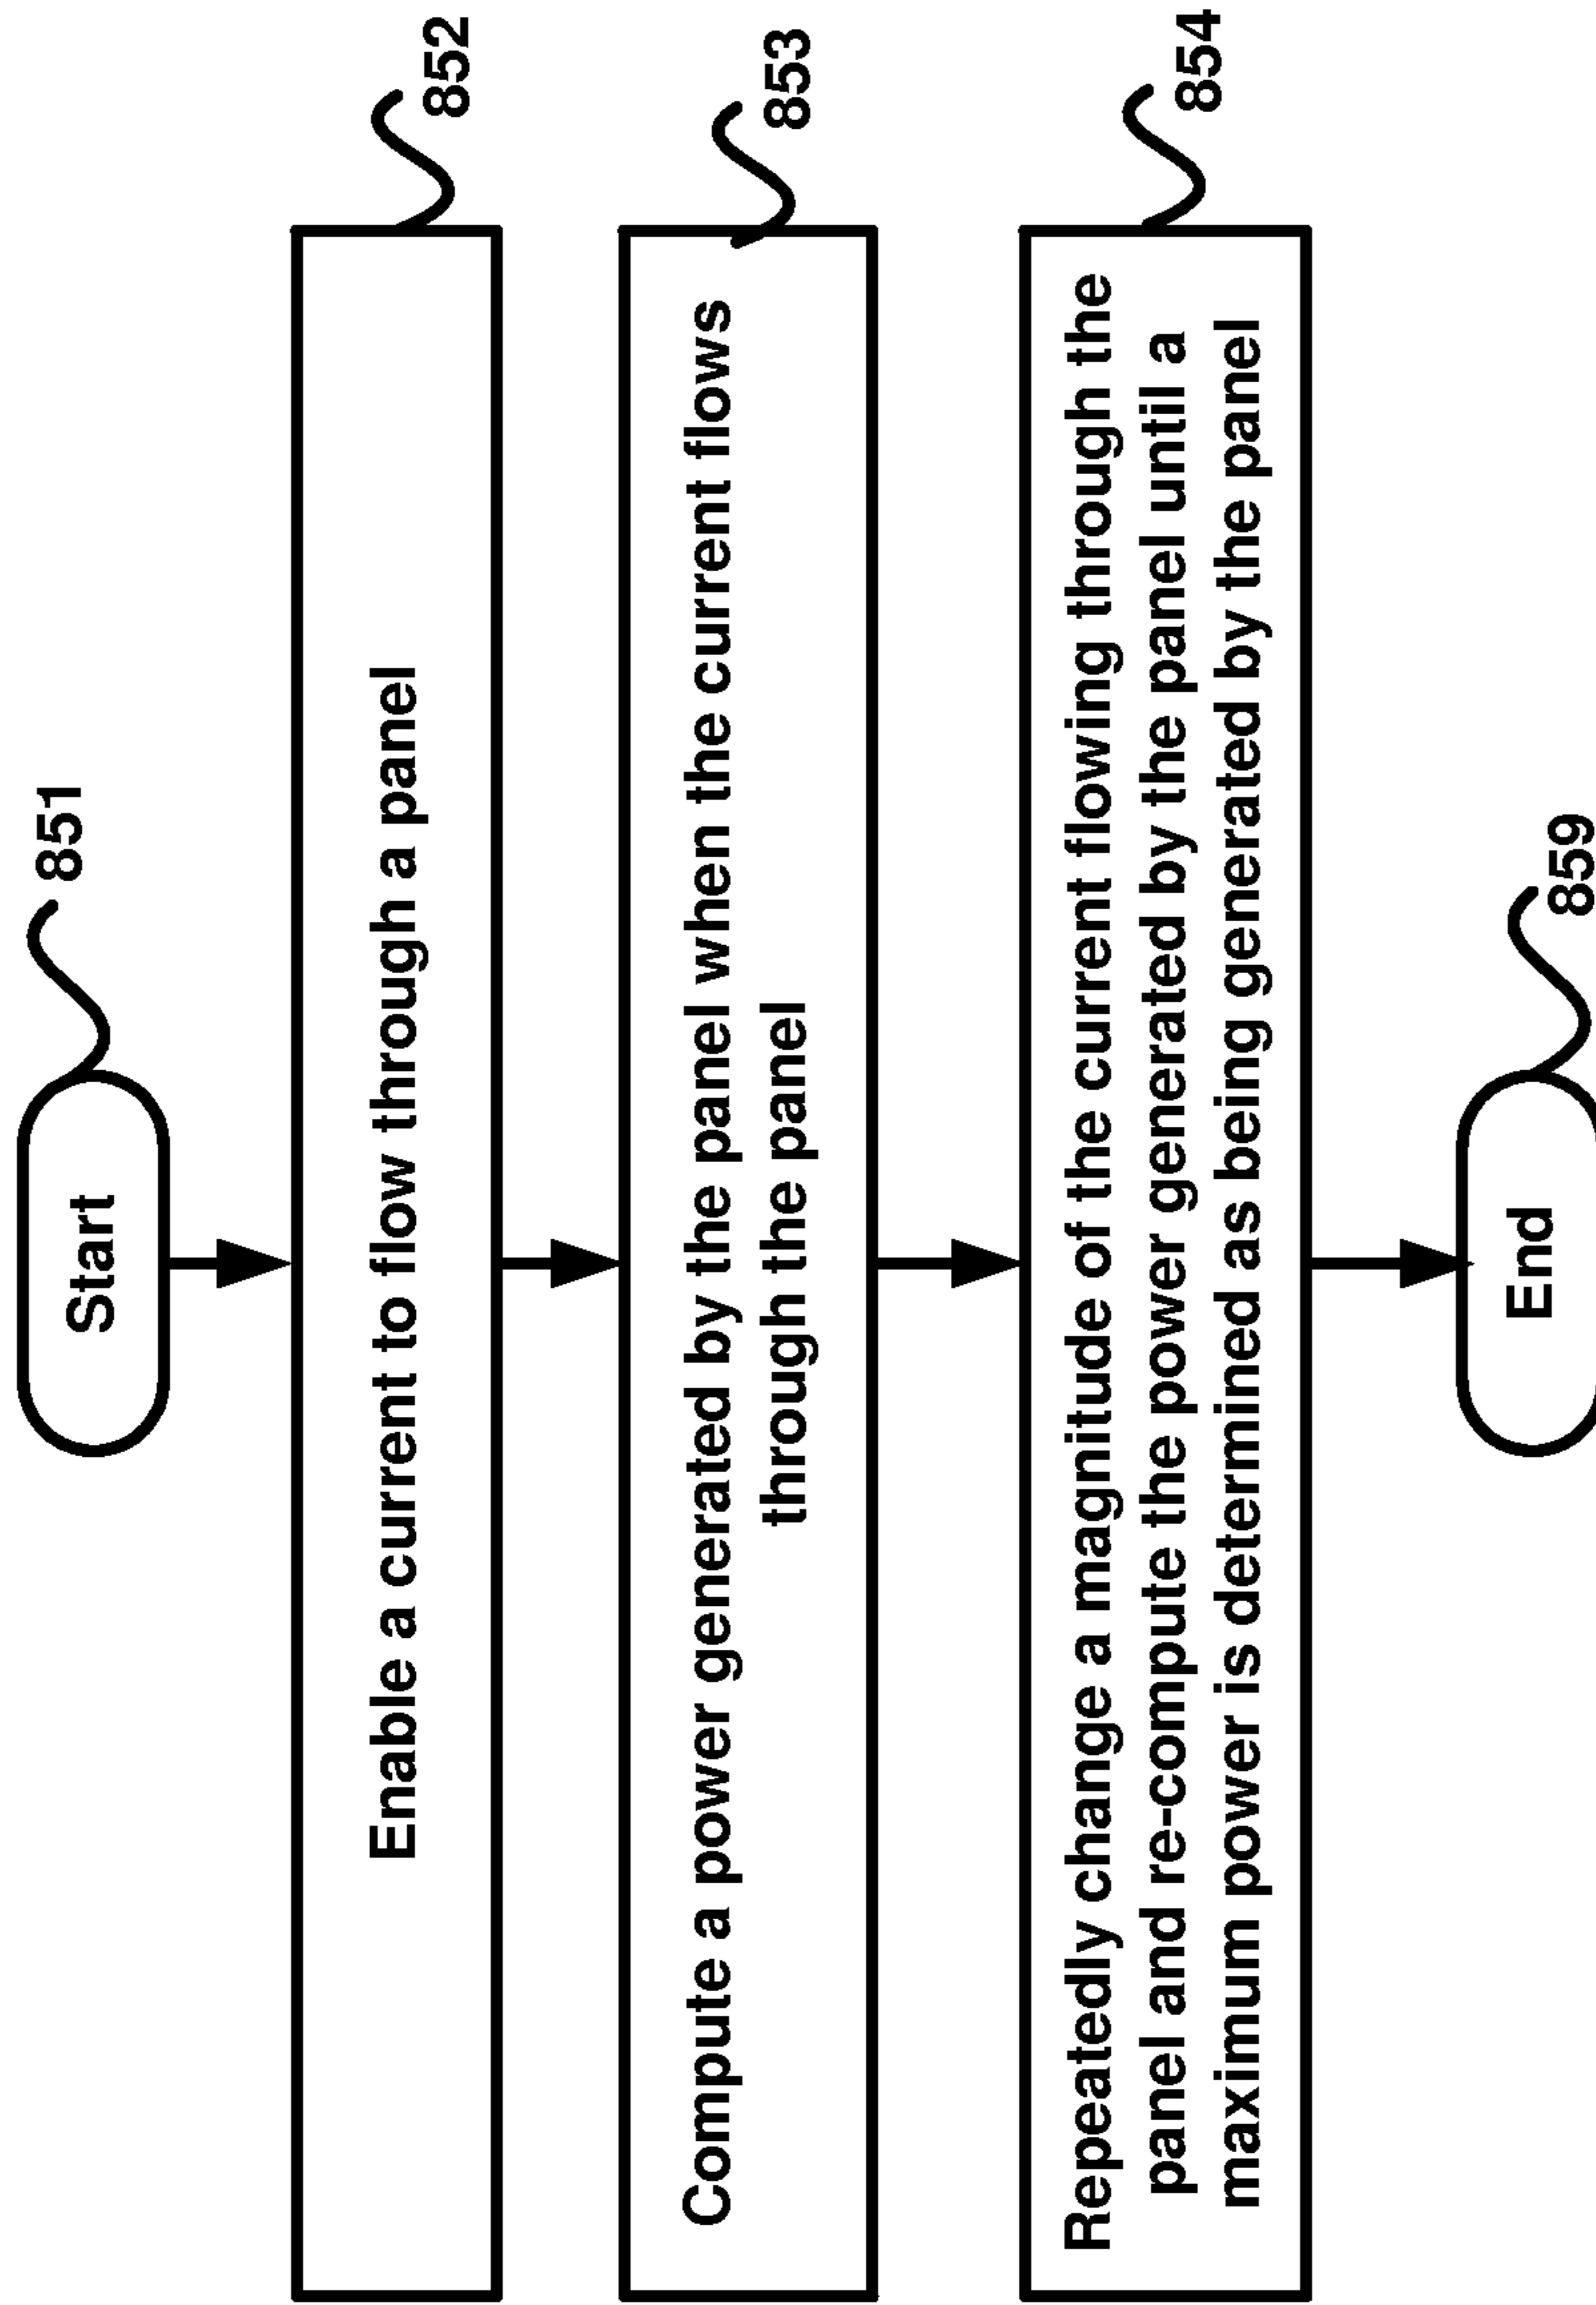 Start
851
Enable a current to flow through a panel
852
Compute a power generated by the panel when the current flows
through the panel
853
Repeatedly change a magnitude of the current flowing through the
panel and re-compute the power generated by the panel until a
maximum power is determined as being generated by the panel
854
End
859